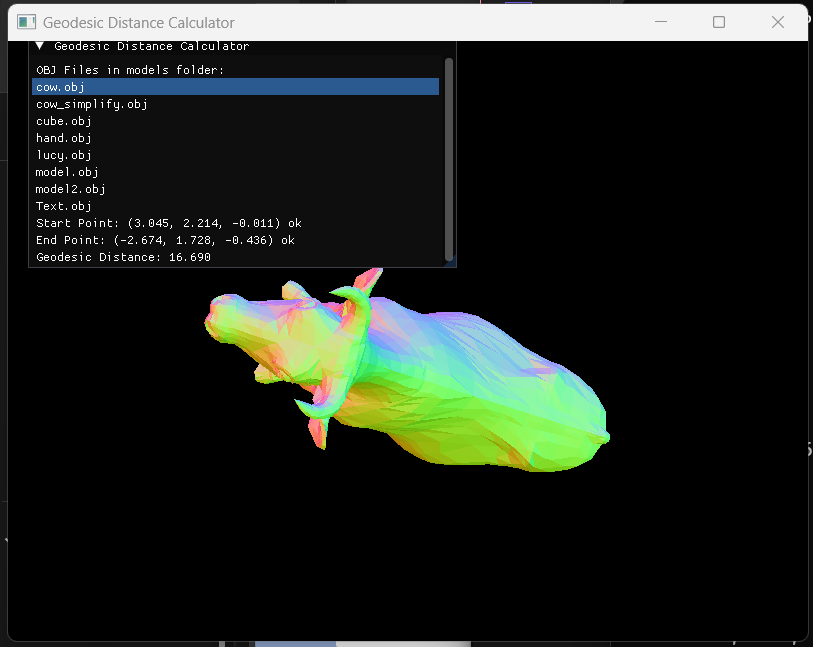 Geodesic Distance Calculator
Geodesic Distance Calculator
OBJ Files in models folder:
cow.obj
cow_simplify.obj
cube.obj
hand.obj
lucy.obj
model.obj
model2.obj
Text.obj
Start Point: (3.045, 2.214, -0.011) ok
End Point: (-2.674, 1.728, -0.436) ok
Geodesic Distance: 16.690